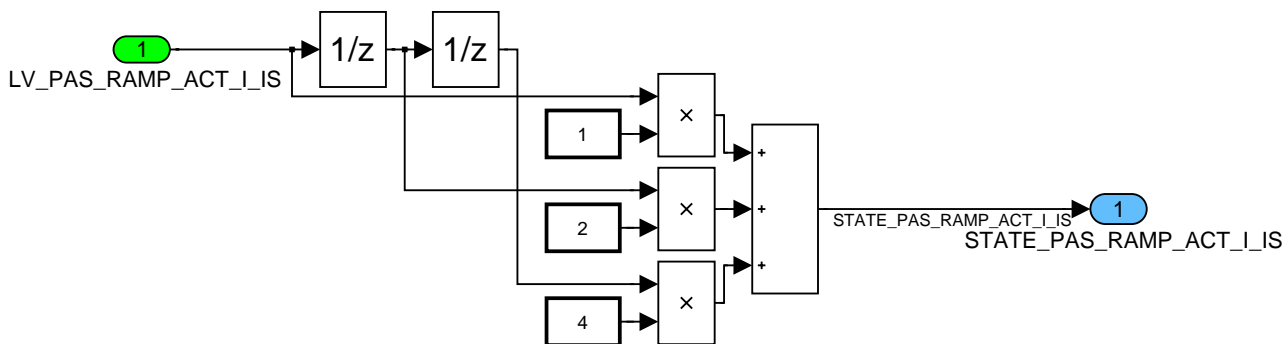 1
LV_PAS_RAMP_ACT_I_IS
1/z
1/z
×
1
×
2
×
4
+
+
+
STATE_PAS_RAMP_ACT_I_IS
1
STATE_PAS_RAMP_ACT_I_IS